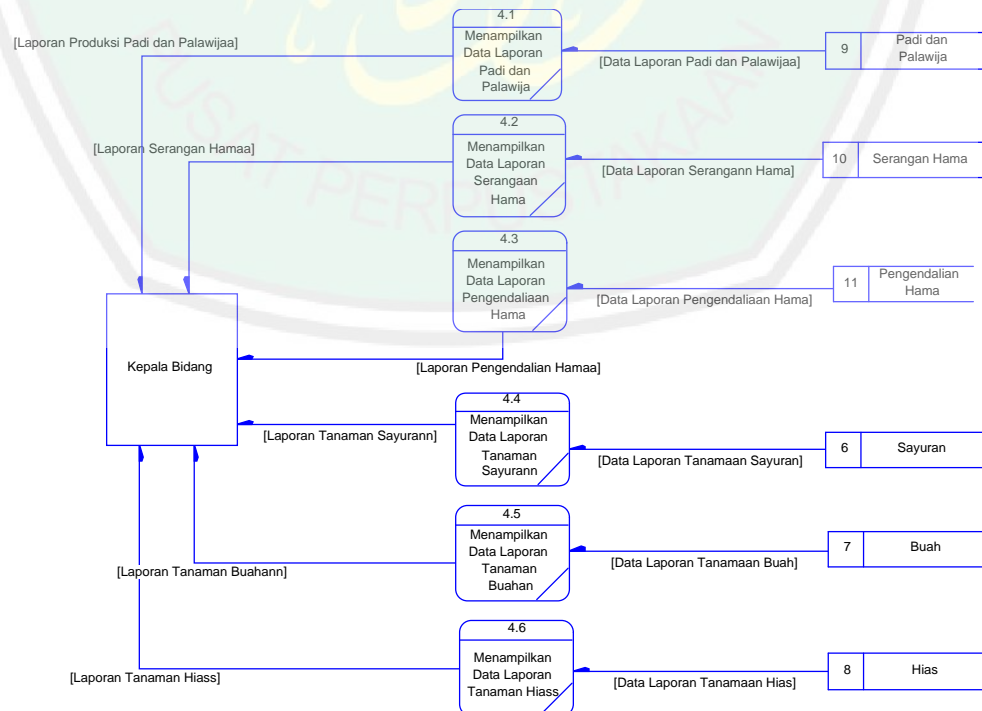 4.1
Menampilkan
Data Laporan
Padi dan
Palawija
[Laporan Produksi Padi dan Palawijaa]
[Data Laporan Padi dan Palawijaa]
9
Padi dan
Palawija
4.2
Menampilkan
Data Laporan
Serangaan
Hama
[Laporan Serangan Hamaa]
[Data Laporan Serangann Hama]
10
Serangan Hama
4.3
Menampilkan
Data Laporan
Pengendaliaan
Hama
[Data Laporan Pengendaliaan Hama]
11
Pengendalian
Hama
Kepala Bidang
[Laporan Pengendalian Hamaa]
4.4
Menampilkan
Data Laporan
Tanaman
Sayurann
[Laporan Tanaman Sayurann]
[Data Laporan Tanamaan Sayuran]
6
Sayuran
4.5
Menampilkan
Data Laporan
Tanaman
Buahan
[Laporan Tanaman Buahann]
[Data Laporan Tanamaan Buah]
7
Buah
4.6
Menampilkan
Data Laporan
Tanaman Hiass
[Laporan Tanaman Hiass]
[Data Laporan Tanamaan Hias]
8
Hias
PUSAT PERPUSTAKAAN